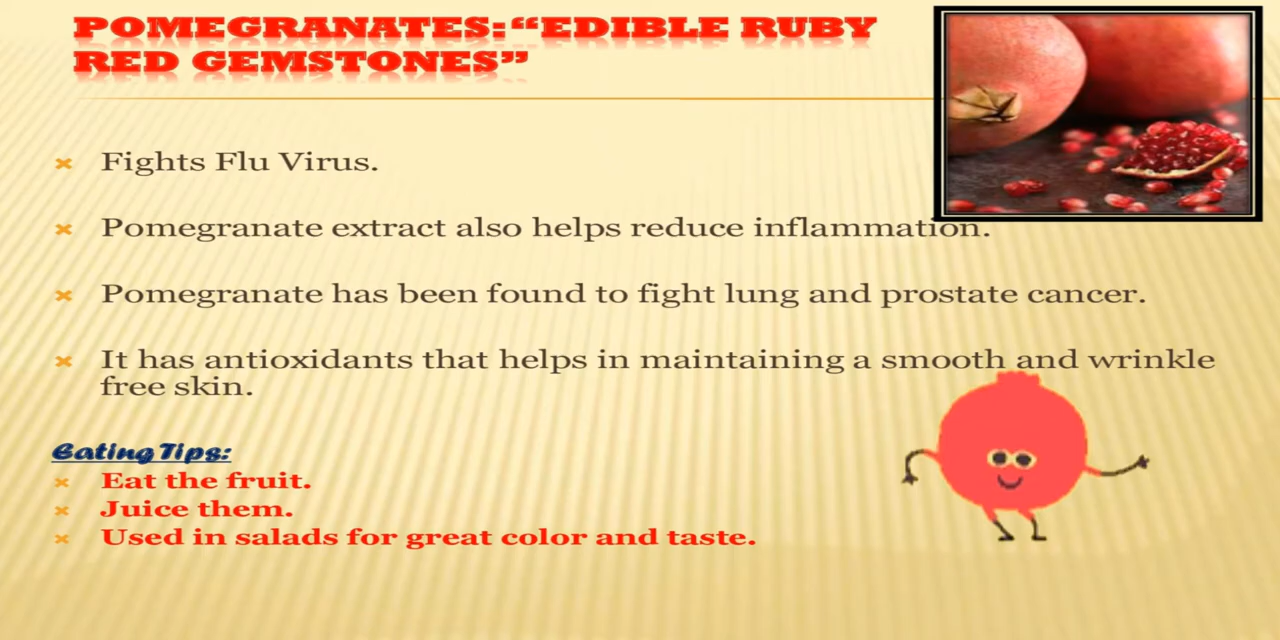 POMEGRANATES:“EDIBLE RUBY
RED GEMSTONES”
Fights Flu Virus.
Pomegranate extract also helps reduce inflammation.
Pomegranate has been found to fight lung and prostate cancer.
It has antioxidants that helps in maintaining a smooth and wrinkle
free skin.
Eating Tips:
Eat the fruit.
Juice them.
Used in salads for great color and taste.